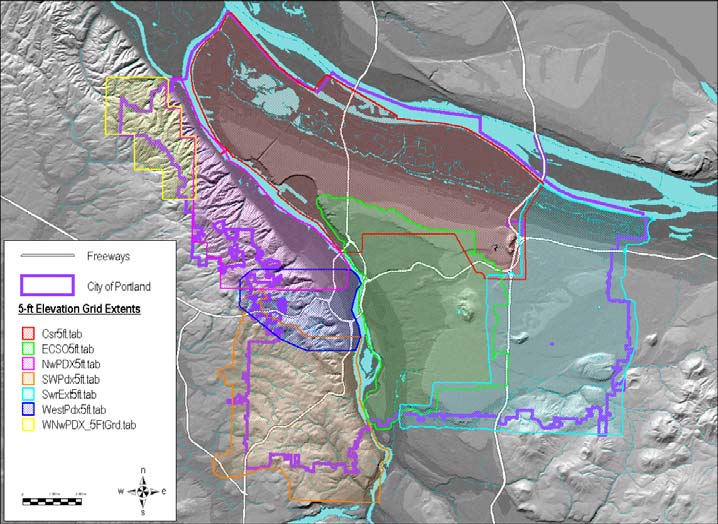 Freeways
City of Portland
5-ft Elevation Grid Extents
Csr5ft.tab
ECSO5ft.tab
NwPDX5ft.tab
SWPdx5ft.tab
SwrExt5ft.tab
WestPdx5ft.tab
WNwPDX_5FtGrd.tab
n
w
e
s